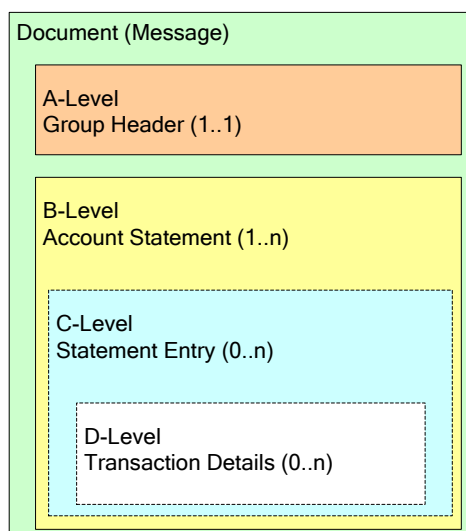 Document (Message)
A-Level
Group Header (1..1)
B-Level
Account Statement (1..n)
C-Level
Statement Entry (0..n)
D-Level
Transaction Details (0..n)